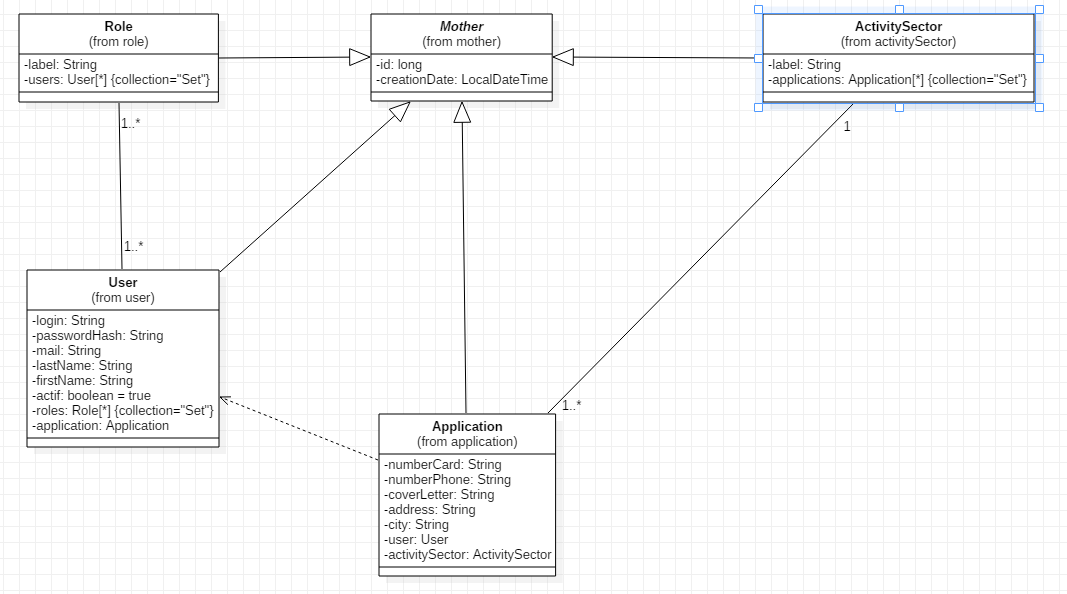 Role
(from role)
-label: String
-users: User[*] {collection="Set"}
Mother
(from mother)
-id: long
-creationDate: LocalDateTime
ActivitySector
(from activitySector)
-label: String
-applications: Application[*] {collection="Set"}
1..*
1
1..*
User
(from user)
-login: String
-passwordHash: String
-mail: String
-lastName: String
-firstName: String
-actif: boolean = true
-roles: Role[*] {collection="Set"}
-application: Application
1..*
Application
(from application)
-numberCard: String
-numberPhone: String
-coverLetter: String
-address: String
-city: String
-user: User
-activitySector: ActivitySector